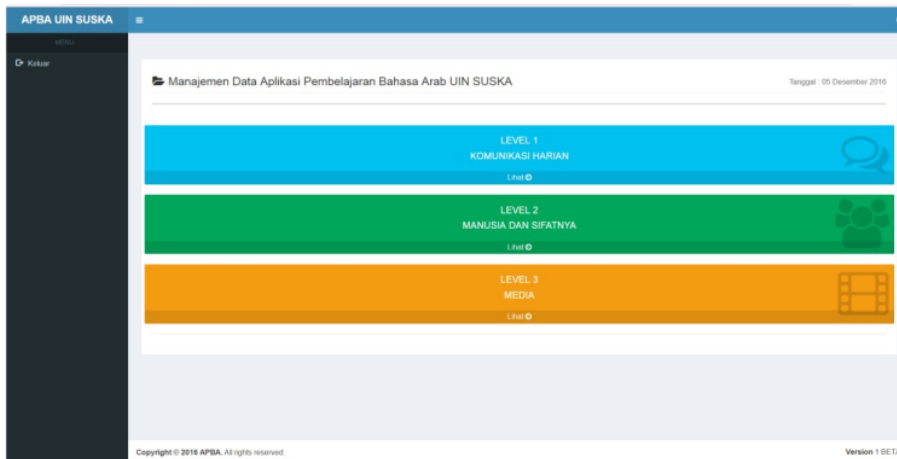 APBA UIN SUSKA
MENU
Keluar
Manajemen Data Aplikasi Pembelajaran Bahasa Arab UIN SUSKA
Tanggal : 05 Desember 2016
LEVEL 1
KOMUNIKASI HARIAN
Lihat
LEVEL 2
MANUSIA DAN SIFATNYA
Lihat
LEVEL 3
MEDIA
Lihat
Copyright © 2016 APBA. All rights reserved.
Version 1 BETA